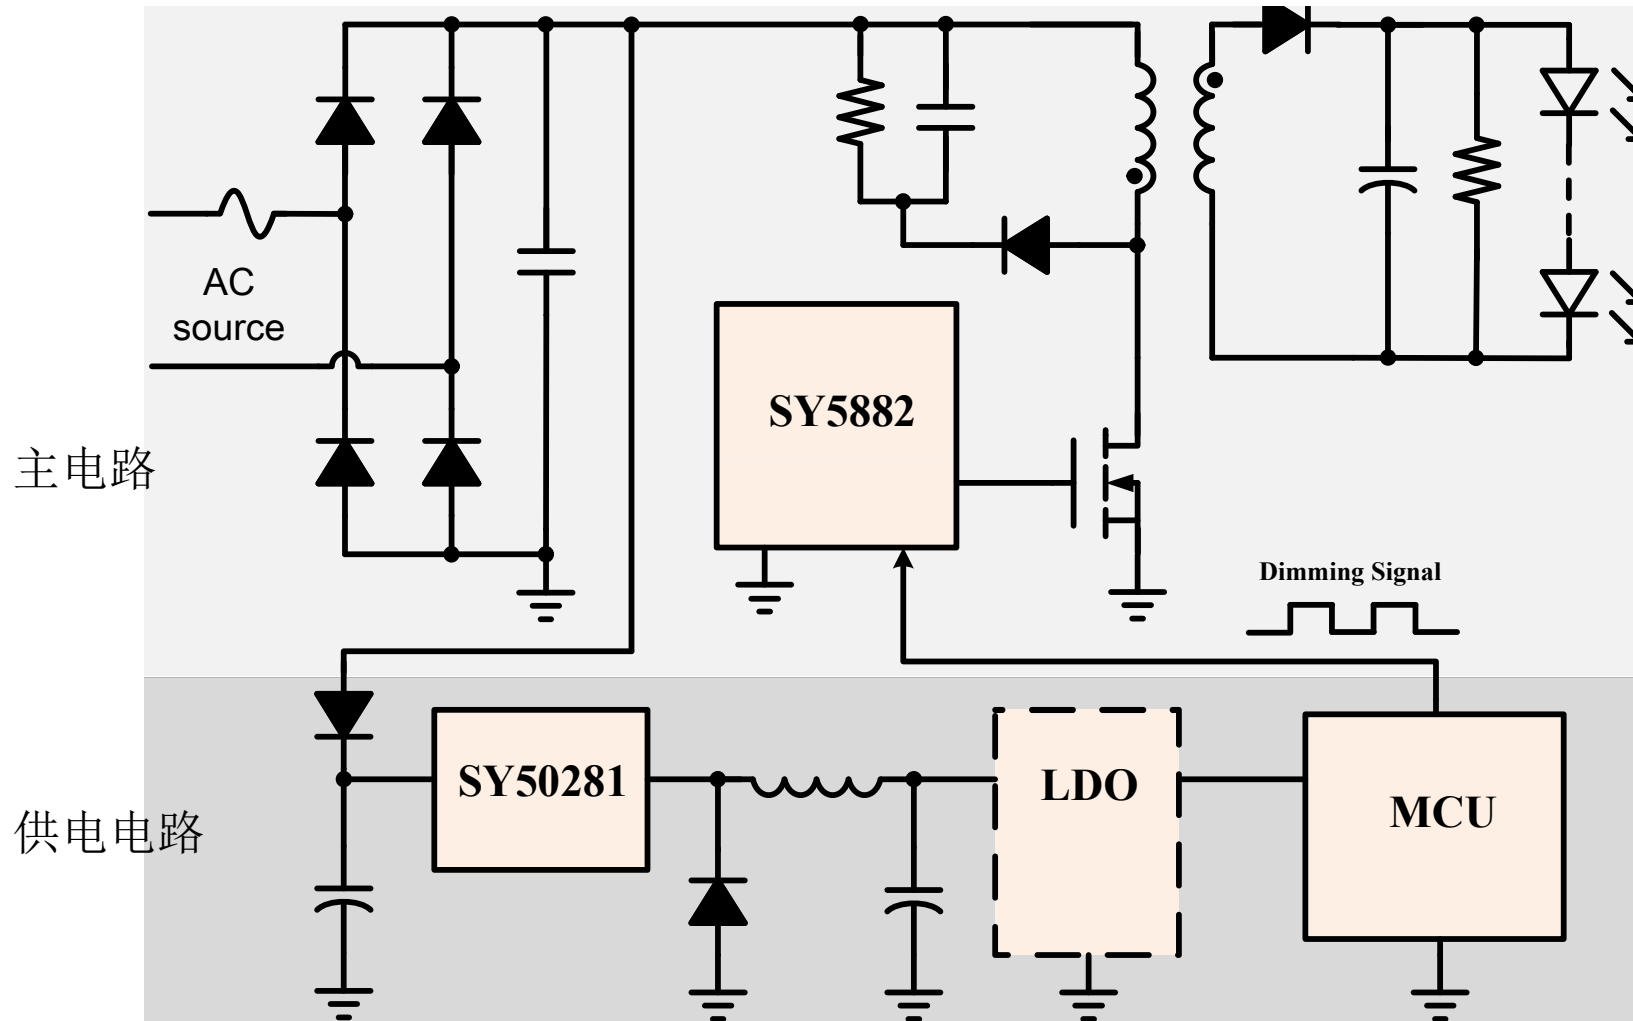 AC
source
SY5882
主电路
Dimming Signal
SY50281
LDO
MCU
供电电路